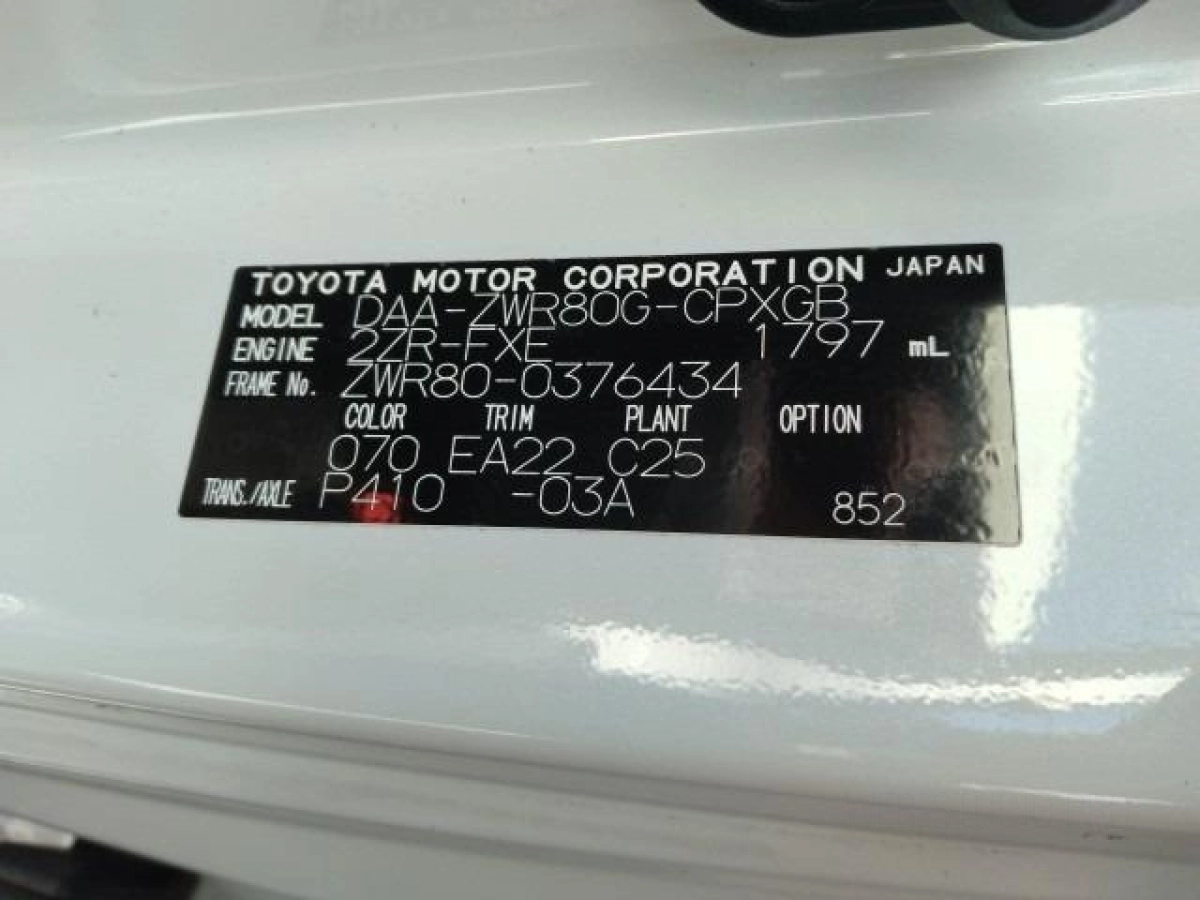 TOYOTA MOTOR CORPORATION JAPAN
MODEL DAA-ZWR80G-CPXGB
ENGINE 2ZR-FXE 1797 mL
FRAME No. ZWR80-0376434
COLOR TRIM PLANT OPTION
070 EA22 C25
TRANS./AXLE P410 -03A 852